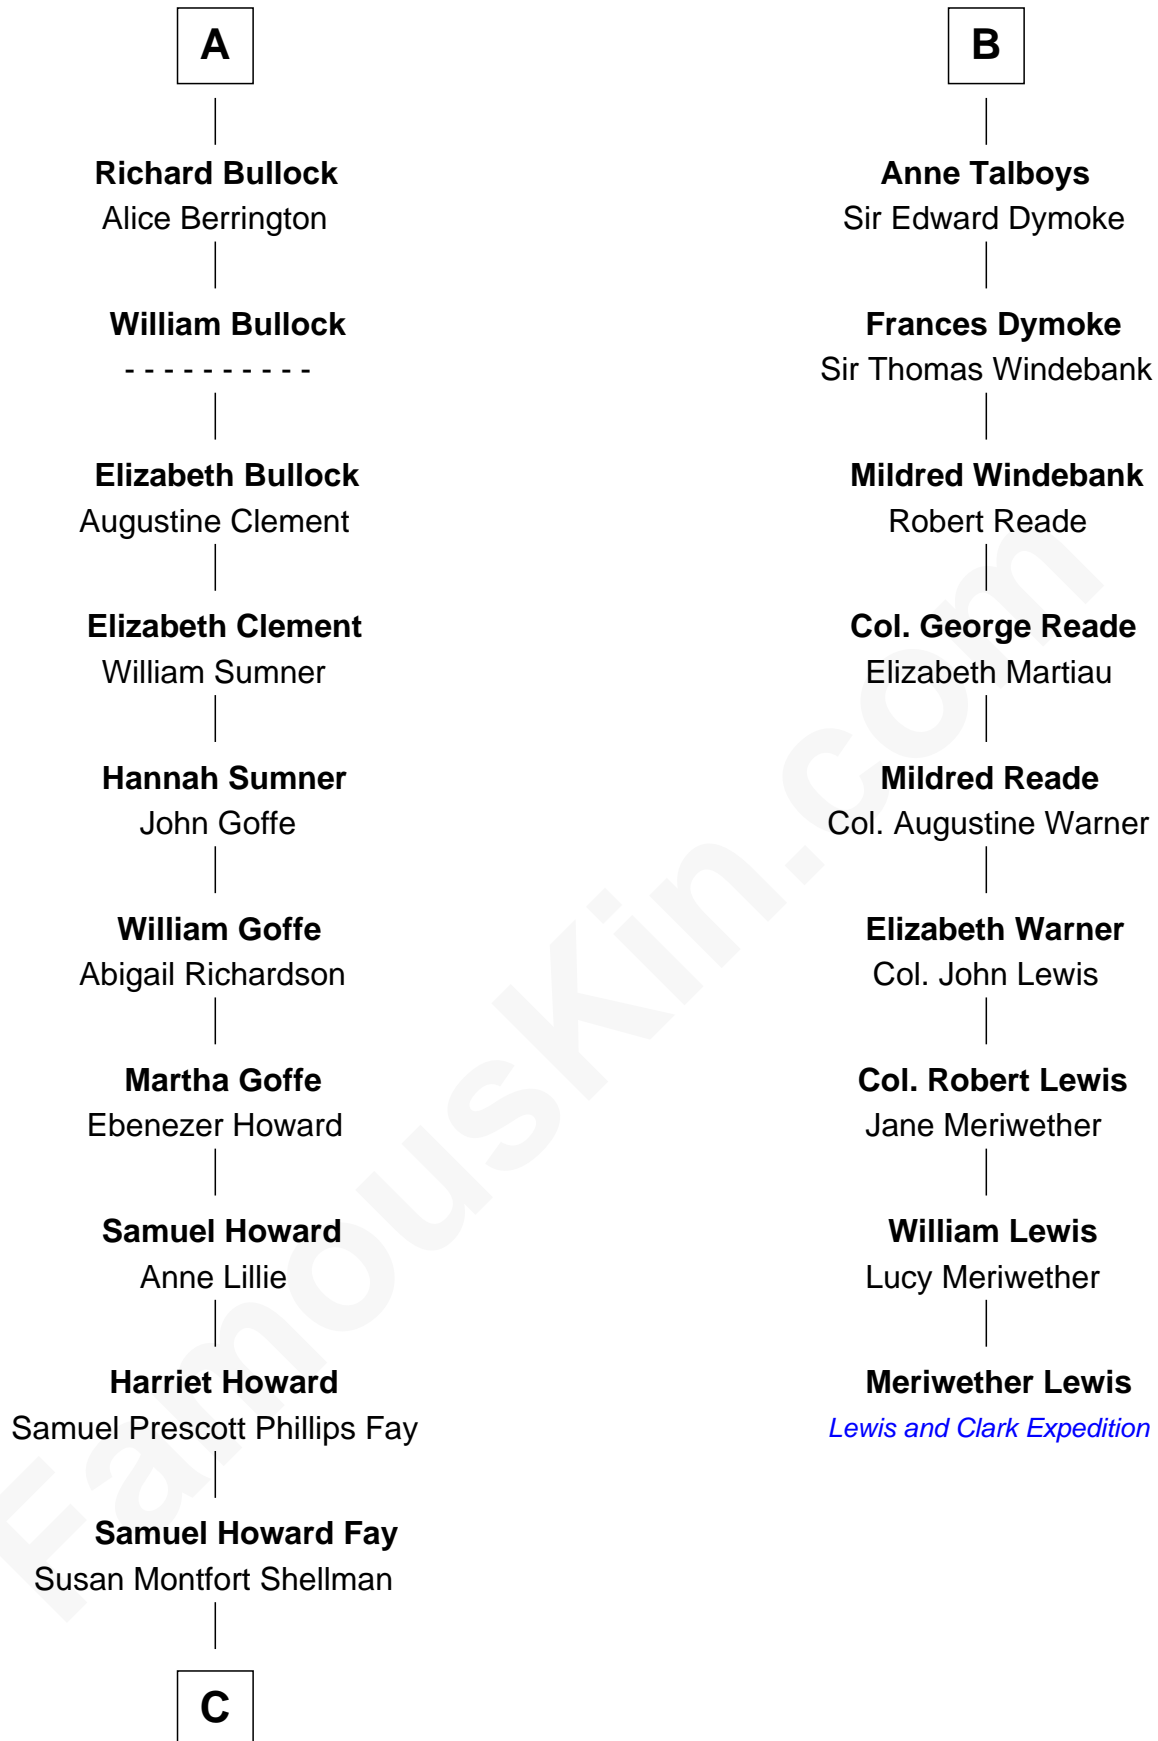 A
Richard Bullock
Alice Berrington
William Bullock
- - - - - - - - - -
Elizabeth Bullock
Augustine Clement
Elizabeth Clement
William Sumner
Hannah Sumner
John Goffe
William Goffe
Abigail Richardson
Martha Goffe
Ebenezer Howard
Samuel Howard
Anne Lillie
Harriet Howard
Samuel Prescott Phillips Fay
Samuel Howard Fay
Susan Montfort Shellman
C
B
Anne Talboys
Sir Edward Dymoke
Frances Dymoke
Sir Thomas Windebank
Mildred Windebank
Robert Reade
Col. George Reade
Elizabeth Martiau
Mildred Reade
Col. Augustine Warner
Elizabeth Warner
Col. John Lewis
Col. Robert Lewis
Jane Meriwether
William Lewis
Lucy Meriwether
Meriwether Lewis
Lewis and Clark Expedition
FamousKin.com